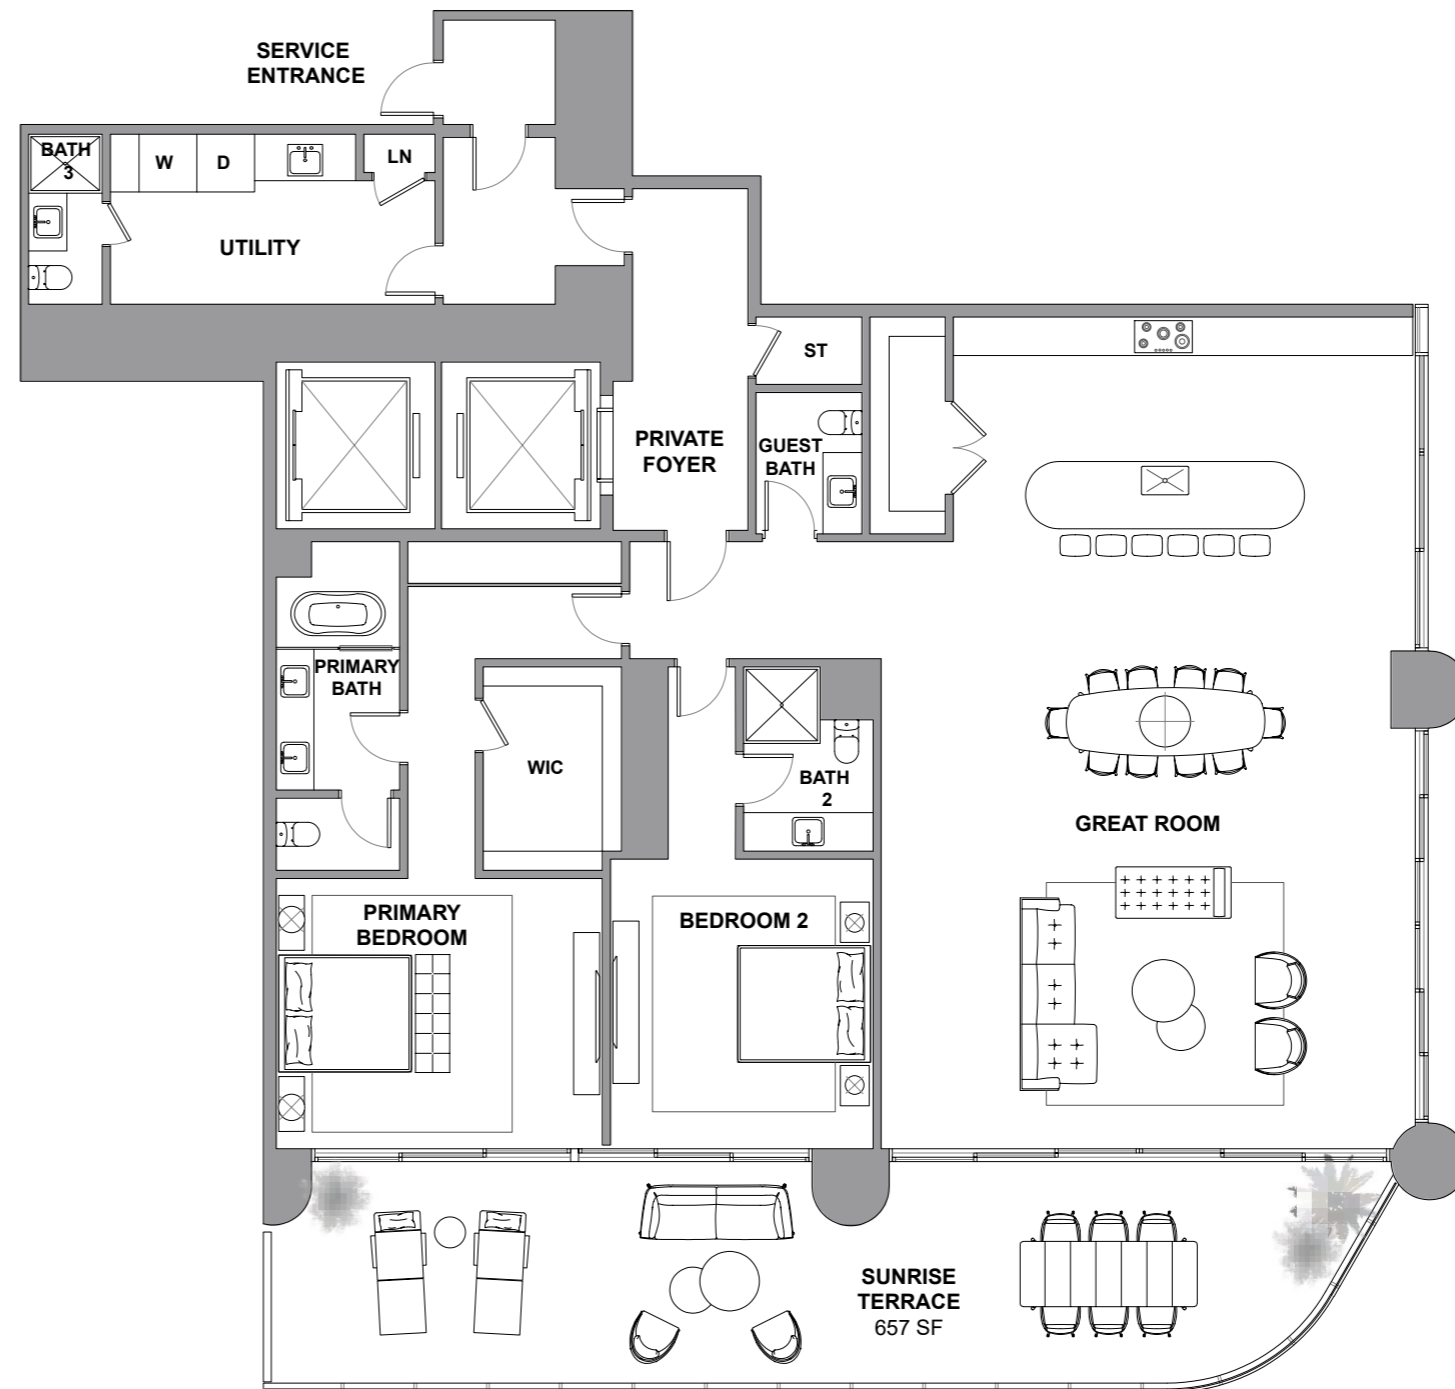 SERVICE
ENTRANCE
BATH
3
W
D
LN
UTILITY
ST
PRIVATE
FOYER
GUEST
BATH
PRIMARY
BATH
WIC
BATH
2
GREAT ROOM
PRIMARY
BEDROOM
BEDROOM 2
SUNRISE
TERRACE
657 SF